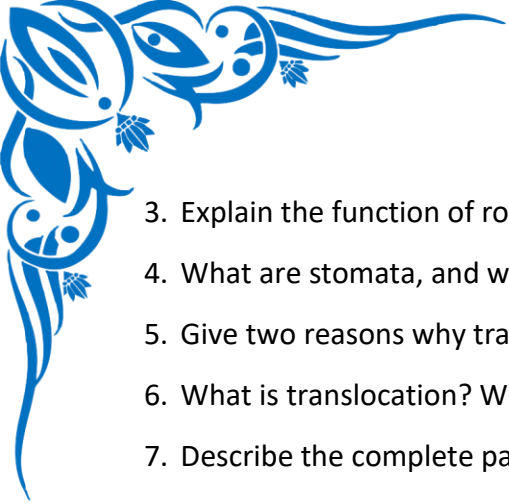 3. Explain the function of ro
4. What are stomata, and w
5. Give two reasons why tra
6. What is translocation? W
7. Describe the complete pa